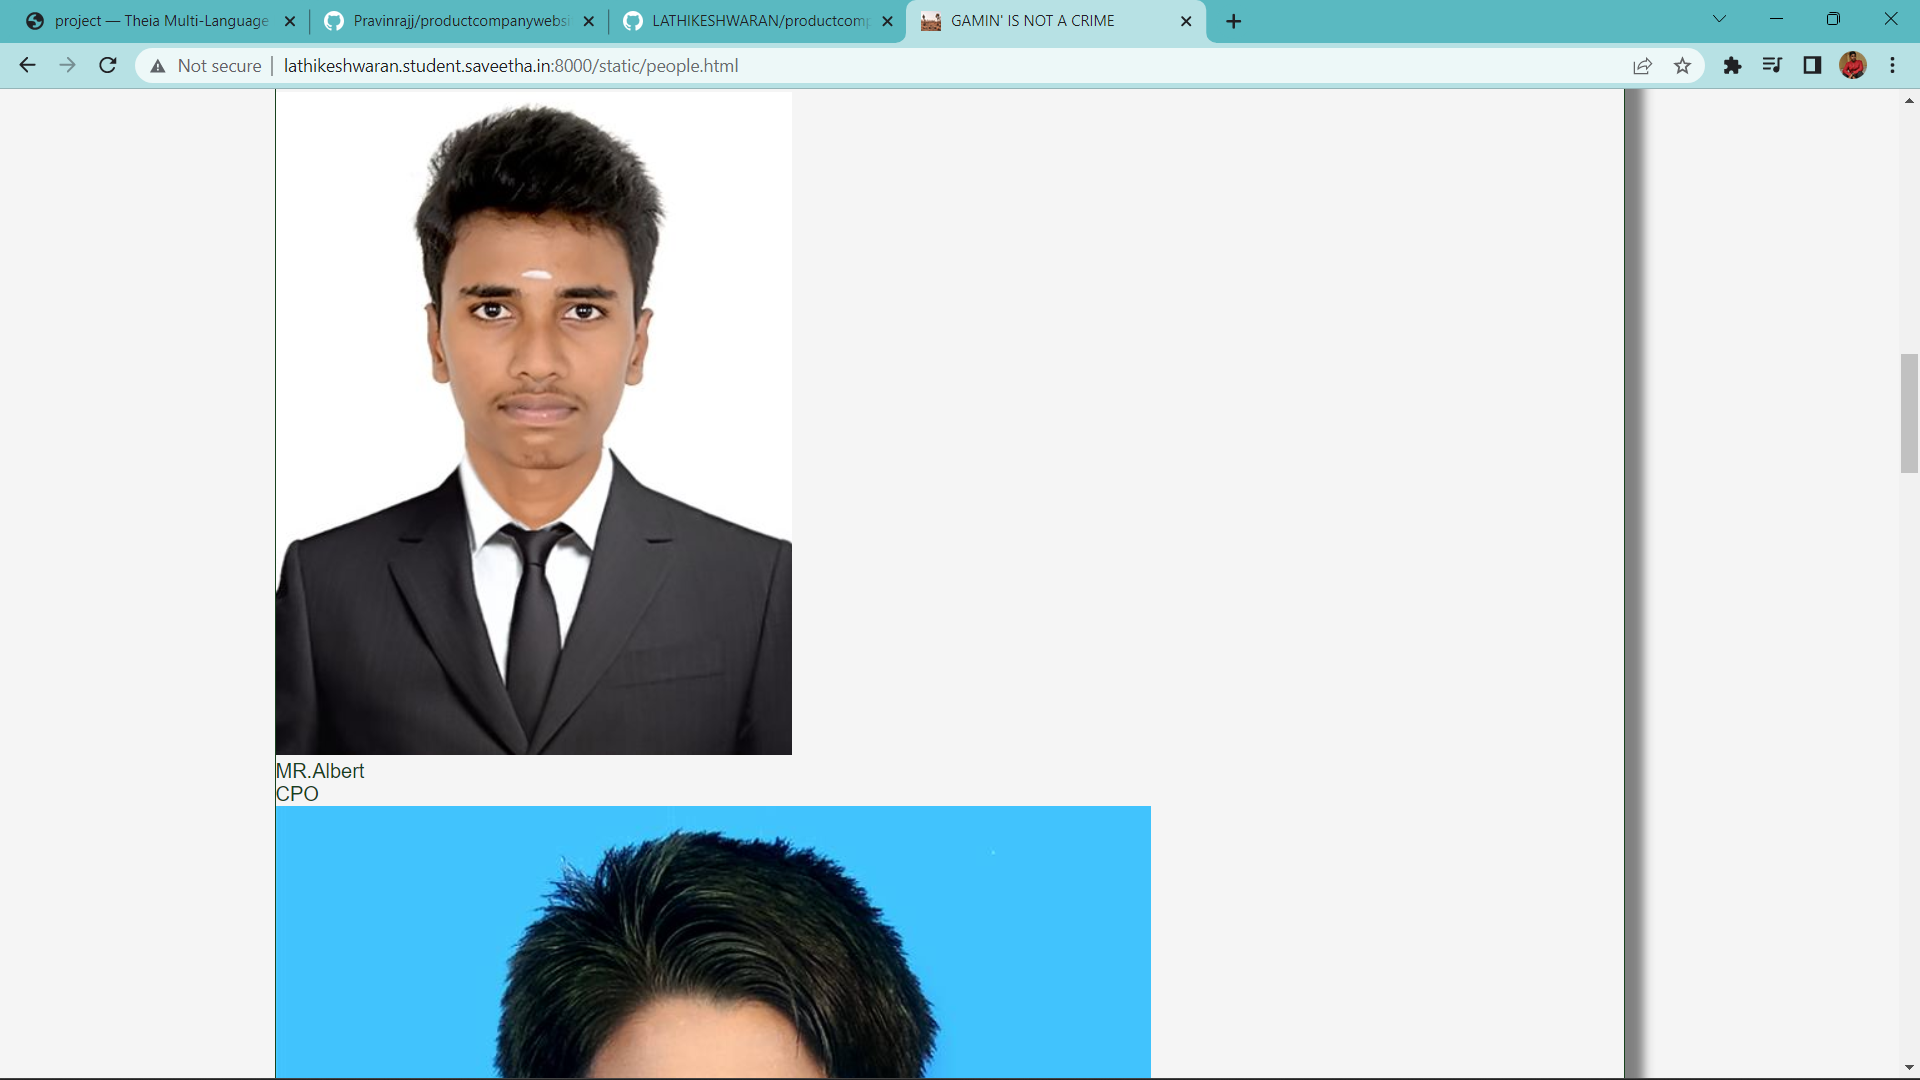 project — Theia Multi-Language
Pravinrajj/productcompanywebsi
LATHIKESHWARAN/productcomp
GAMIN' IS NOT A CRIME
Not secure
lathikeshwaran.student.saveetha.in:8000/static/people.html
MR.Albert
CPO